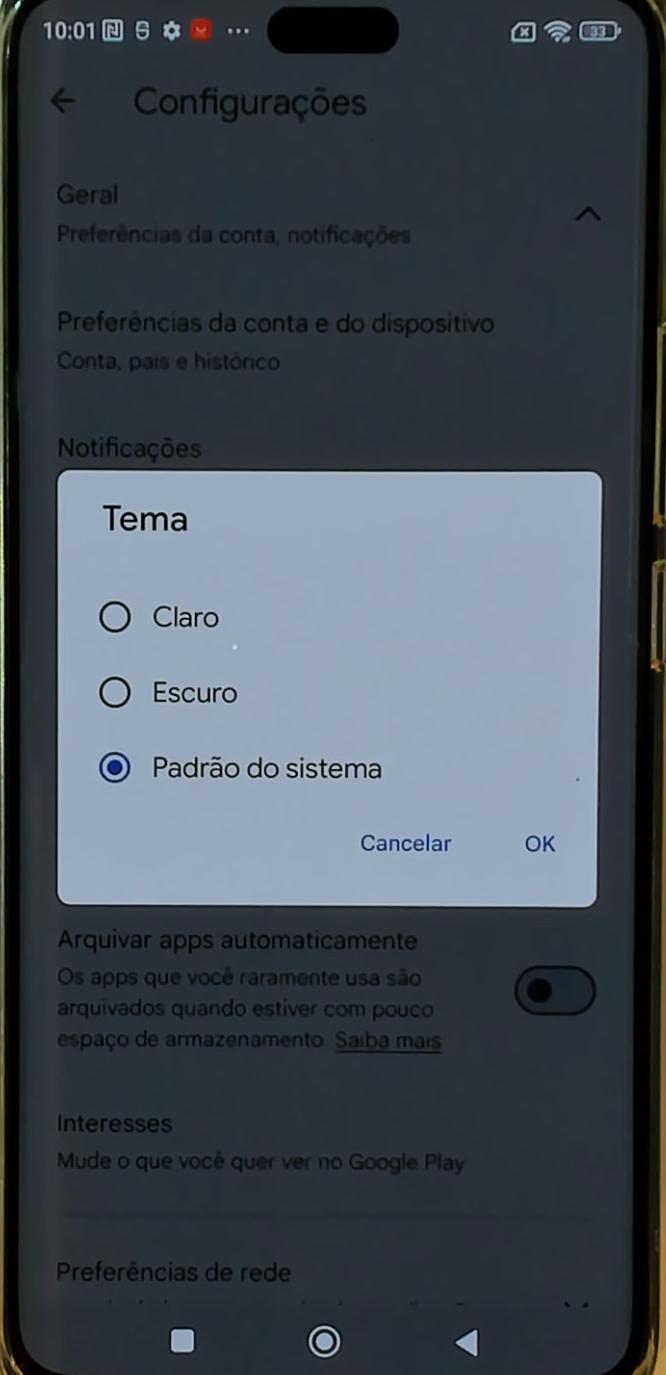 10:01
33
Configurações
Geral
Preferências da conta, notificações
Preferências da conta e do dispositivo
Conta, país e histórico
Notificações
Tema
Claro
Escuro
Padrão do sistema
Cancelar OK
Arquivar apps automaticamente
Os apps que você raramente usa são
arquivados quando estiver com pouco
espaço de armazenamento. Saiba mais
Interesses
Mude o que você quer ver no Google Play
Preferências de rede